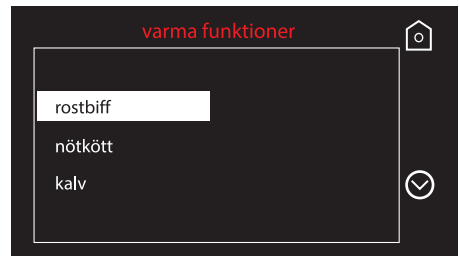 varma funktioner
rostbiff
nötkött
kalv